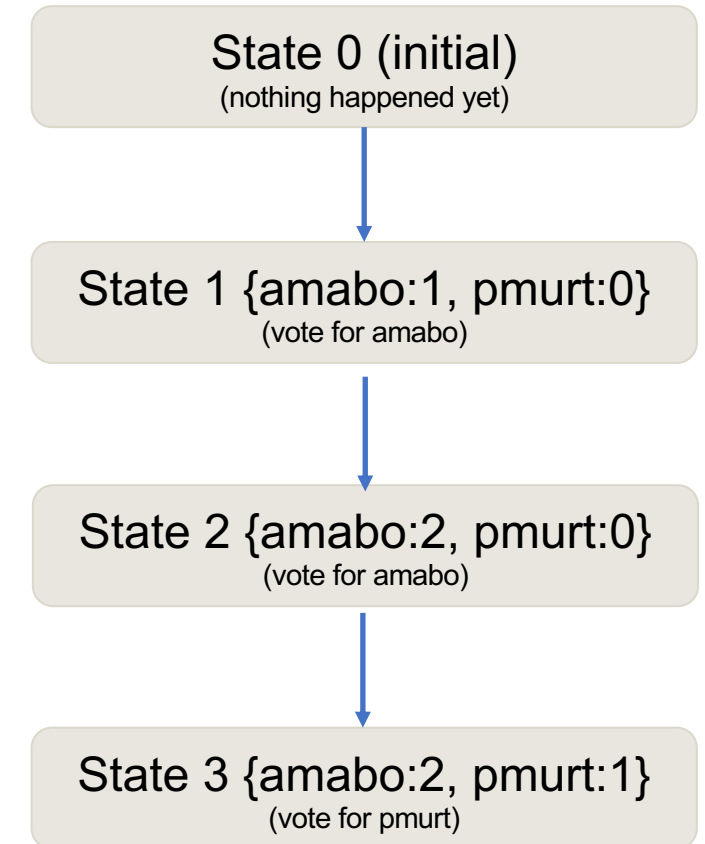 State 0 (initial)
(nothing happened yet)
State 1 {amabo:1, pmurt:0}
(vote for amabo)
State 2 {amabo:2, pmurt:0}
(vote for amabo)
State 3 {amabo:2, pmurt:1}
(vote for pmurt)